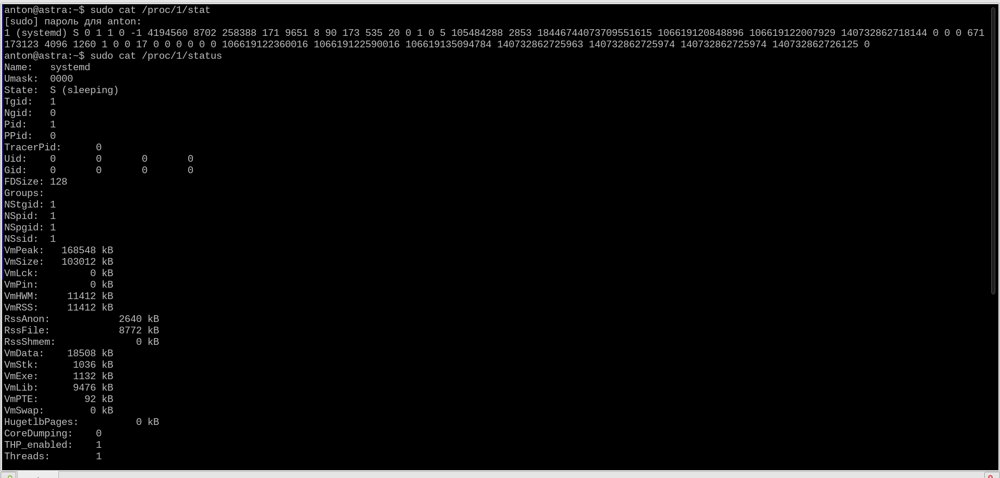 anton@astra:~$ sudo cat /proc/1/stat
[sudo] пароль для anton:
1 (systemd) S 0 1 1 0 -1 4194560 8702 258388 171 9651 8 90 173 535 20 0 1 0 5 105484288 2853 18446744073709551615 106619120848896 106619122007929 140732862718144 0 0 0 671
173123 4096 1260 1 0 0 17 0 0 0 0 0 0 106619122360016 106619122590016 106619135094784 140732862725963 140732862725974 140732862725974 140732862726125 0
anton@astra:~$ sudo cat /proc/1/status
Name:   systemd
Umask:  0000
State:  S (sleeping)
Tgid:   1
Ngid:   0
Pid:    1
PPid:   0
TracerPid:      0
Uid:    0       0       0       0
Gid:    0       0       0       0
FDSize: 128
Groups:
NStgid: 1
NSpid:  1
NSpgid: 1
NSsid:  1
VmPeak:   168548 kB
VmSize:   103012 kB
VmLck:         0 kB
VmPin:         0 kB
VmHWM:     11412 kB
VmRSS:     11412 kB
RssAnon:            2640 kB
RssFile:            8772 kB
RssShmem:              0 kB
VmData:    18508 kB
VmStk:      1036 kB
VmExe:      1132 kB
VmLib:      9476 kB
VmPTE:        92 kB
VmSwap:        0 kB
HugetlbPages:          0 kB
CoreDumping:    0
THP_enabled:    1
Threads:        1